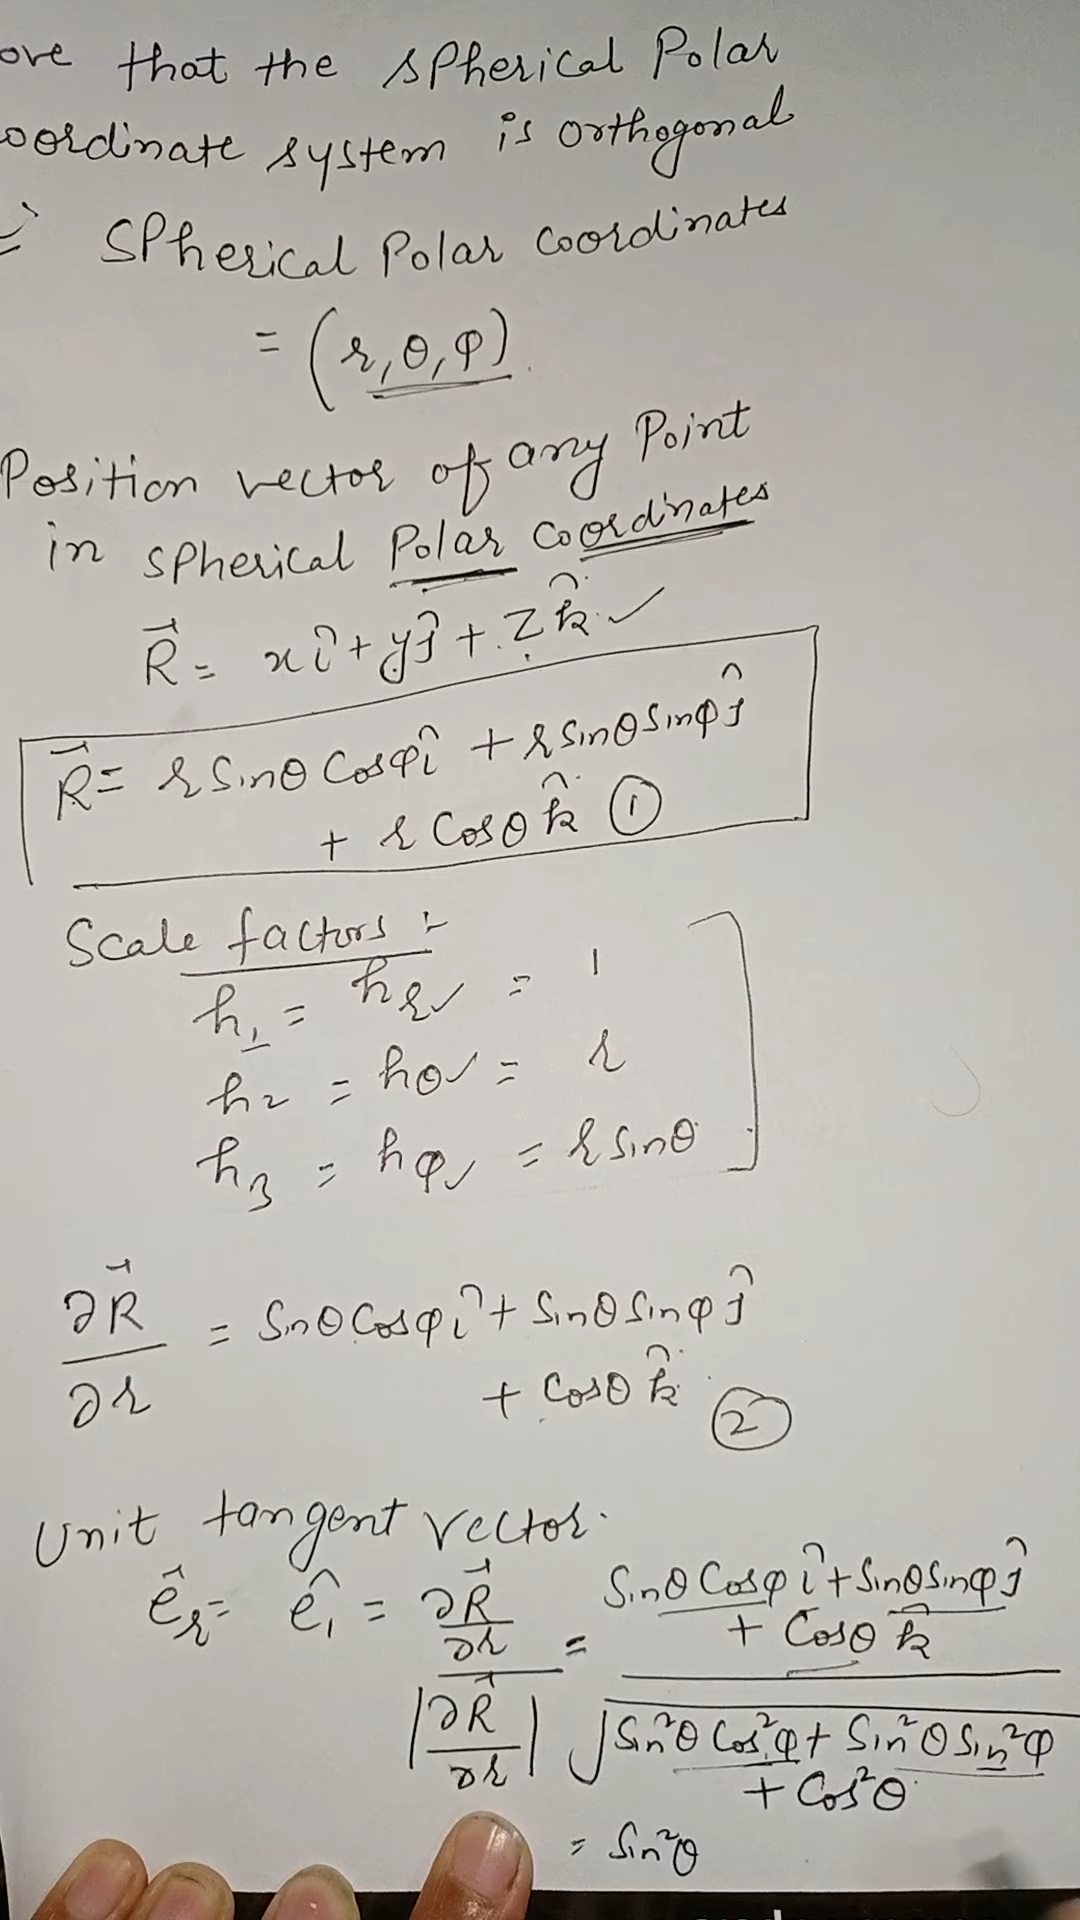 ove that the spherical Polar
oordinate system is orthogonal
⇒ Spherical Polar coordinates
= (r, θ, φ)
Position vector of any Point
in spherical Polar coordinates
R⃗ = xî + yĵ + zk̂ ✓
R⃗ = r sinθ Cosφ î + r sinθ sinφ ĵ
+ r Cosθ k̂ ①
Scale factors :-
h₁ = hr ✓ = 1
h₂ = hθ ✓ = r
h₃ = hφ ✓ = r sinθ
∂R⃗/∂r = Sinθ Cosφ î + Sinθ Sinφ ĵ
+ Cosθ k̂ ②
Unit tangent vector.
e⃗r = ê₁ = (∂R⃗/∂r)/|∂R⃗/∂r| = (Sinθ Cosφ î + Sinθ Sinφ ĵ + Cosθ k̂)/√(Sin²θ Cos²φ + Sin²θ Sin²φ + Cos²θ)
= Sin²θ